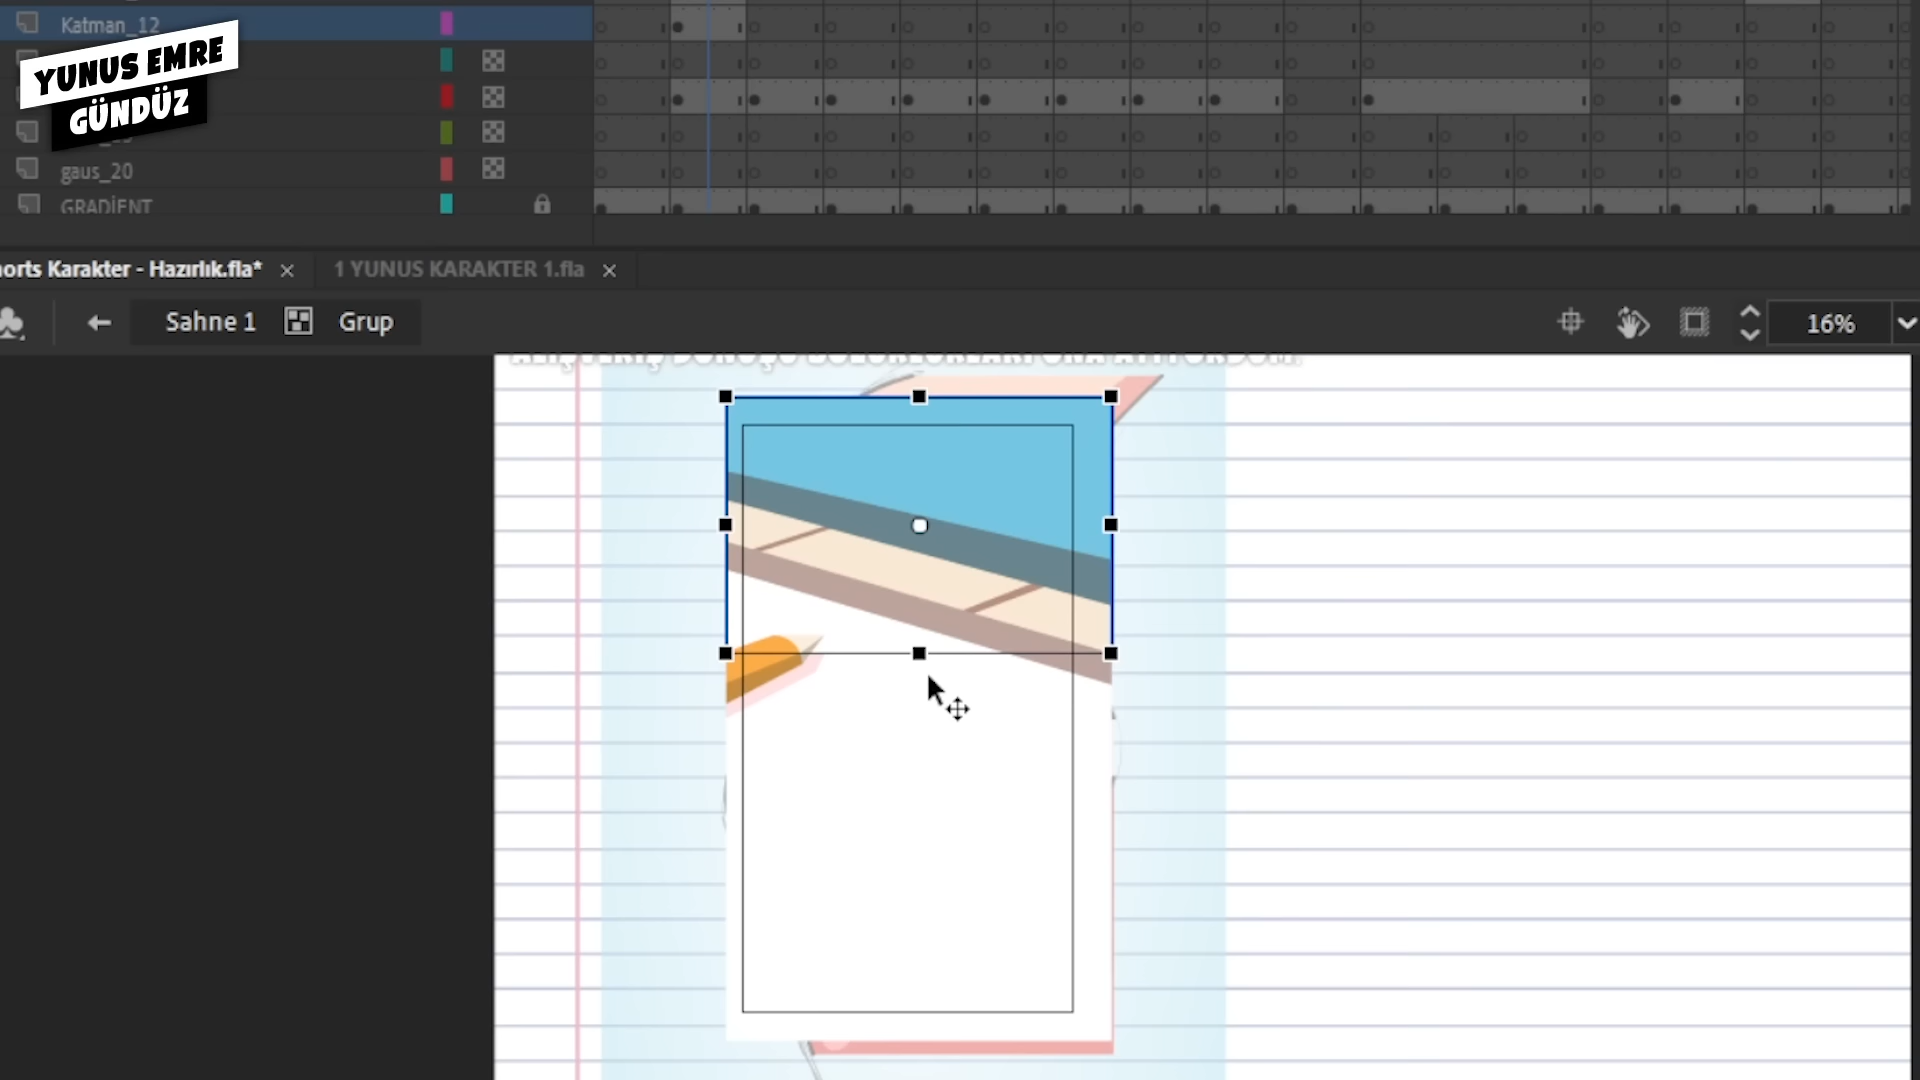 Katman_12
YUNUS EMRE
GÜNDÜZ
gaus_20
GRADİENT
orts Karakter - Hazırlık.fla* ×
1 YUNUS KARAKTER 1.fla ×
Sahne 1
Grup
16%